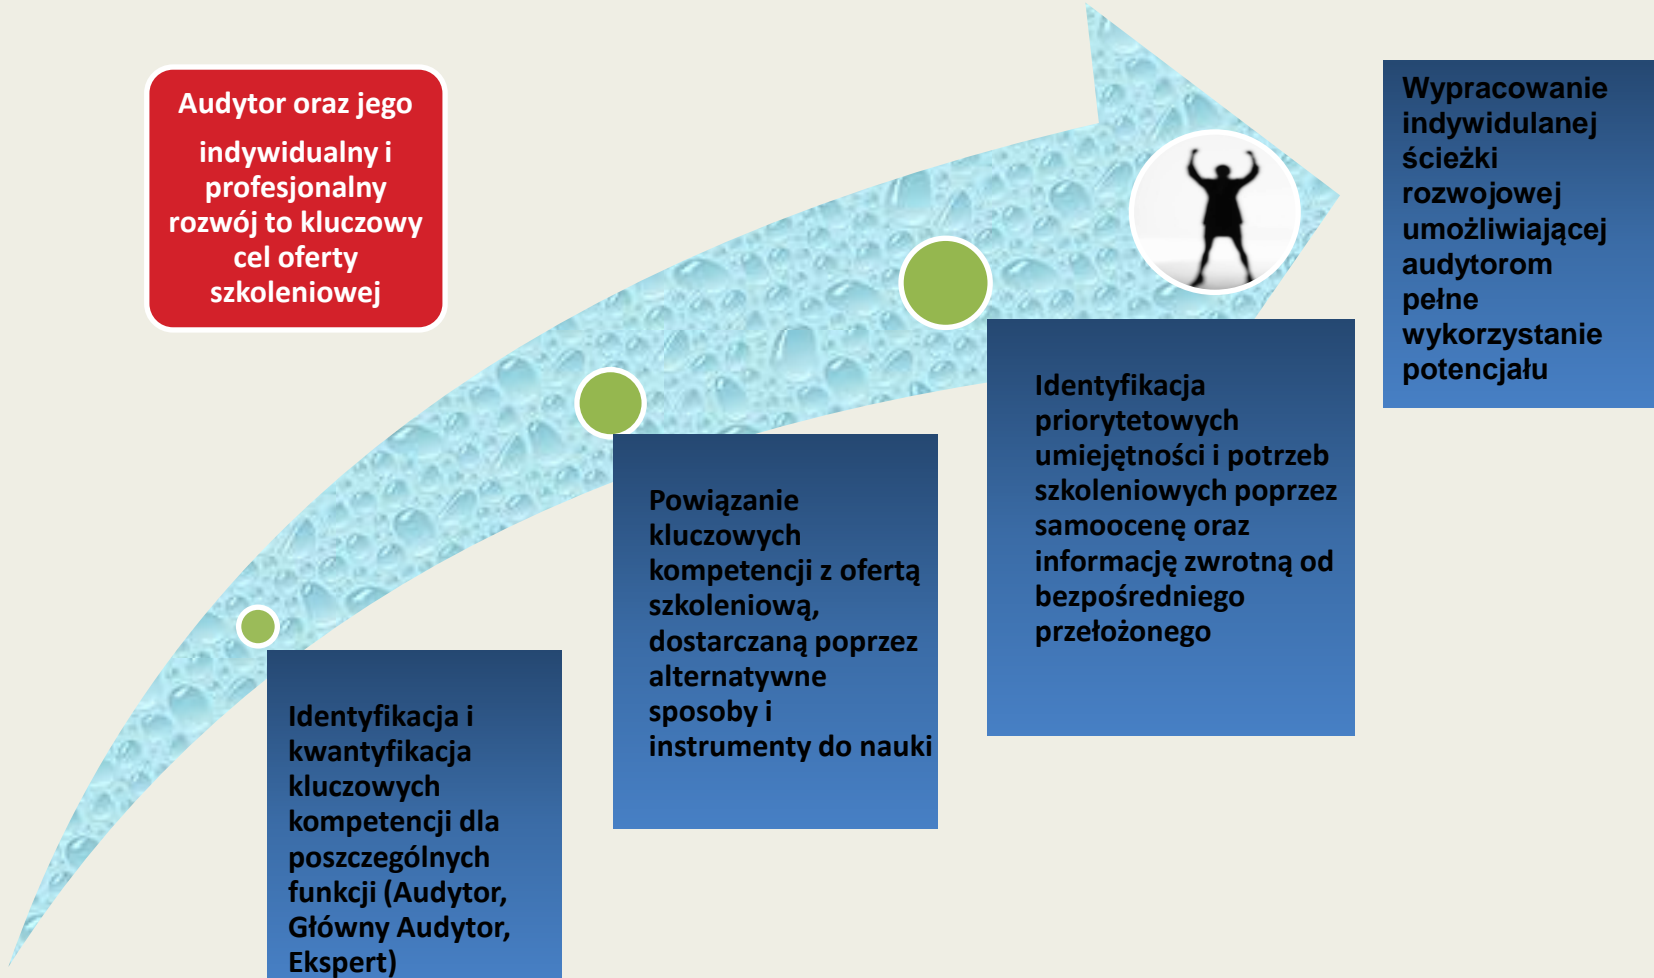 Audytor oraz jego
indywidualny i
profesjonalny
rozwój to kluczowy
cel oferty
szkoleniowej
Identyfikacja i
kwantyfikacja
kluczowych
kompetencji dla
poszczególnych
funkcji (Audytor,
Główny Audytor,
Ekspert)
Powiązanie
kluczowych
kompetencji z ofertą
szkoleniową,
dostarczaną poprzez
alternatywne
sposoby i
instrumenty do nauki
Identyfikacja
priorytetowych
umiejętności i potrzeb
szkoleniowych poprzez
samoocenę oraz
informację zwrotną od
bezpośredniego
przełożonego
Wypracowanie
indywidulanej
ścieżki
rozwojowej
umożliwiającej
audytorom
pełne
wykorzystanie
potencjału